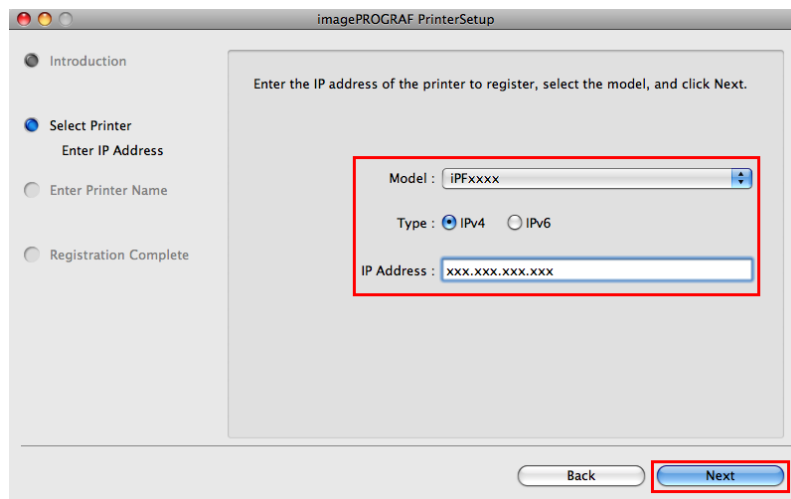 imagePROGRAF PrinterSetup
Introduction
Select Printer
Enter IP Address
Enter Printer Name
Registration Complete
Enter the IP address of the printer to register, select the model, and click Next.
Model : iPFxxxx
Type : IPv4 IPv6
IP Address : xxx.xxx.xxx.xxx
Back Next